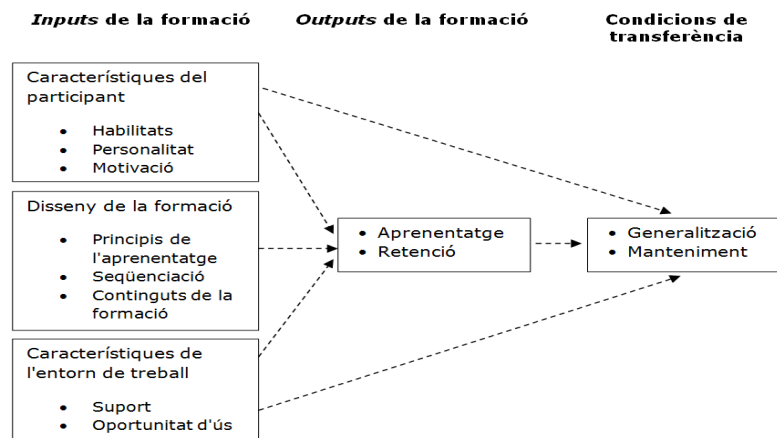 Inputs de la formació
Outputs de la formació
Condicions de
transferència
Característiques del
participant
• Habilitats
• Personalitat
• Motivació
Disseny de la formació
• Principis de
l'aprenentatge
• Seqüenciació
• Continguts de la
formació
Característiques de
l'entorn de treball
• Suport
• Oportunitat d'ús
• Aprenentatge
• Retenció
• Generalització
• Manteniment